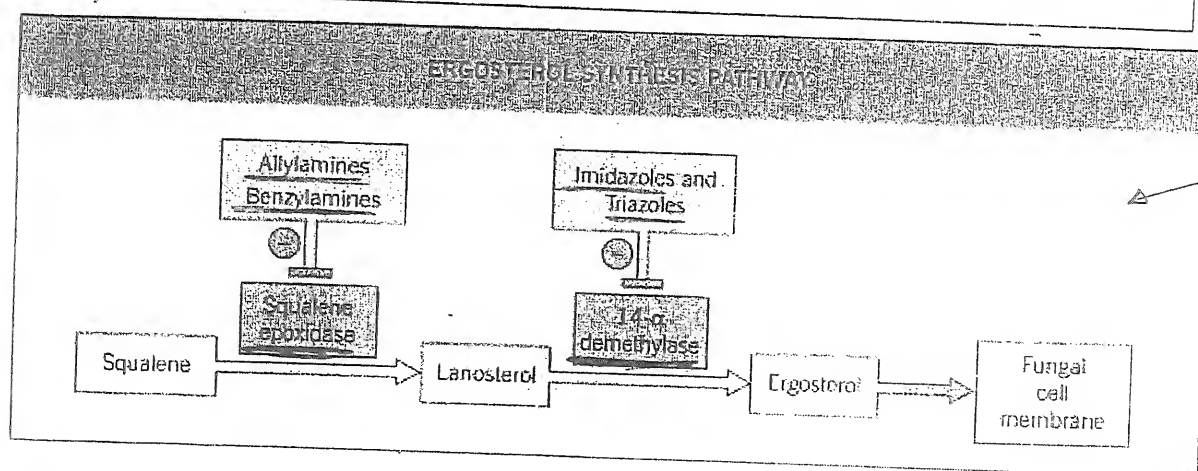 ERGOSTEROL SYNTHESIS PATHWAY
Allylamines
Benzylamines
Imidazoles and
Triazoles
Squalene
epoxidase
14-α
demethylase
Squalene
Lanosterol
Ergosterol
Fungal
cell
membrane